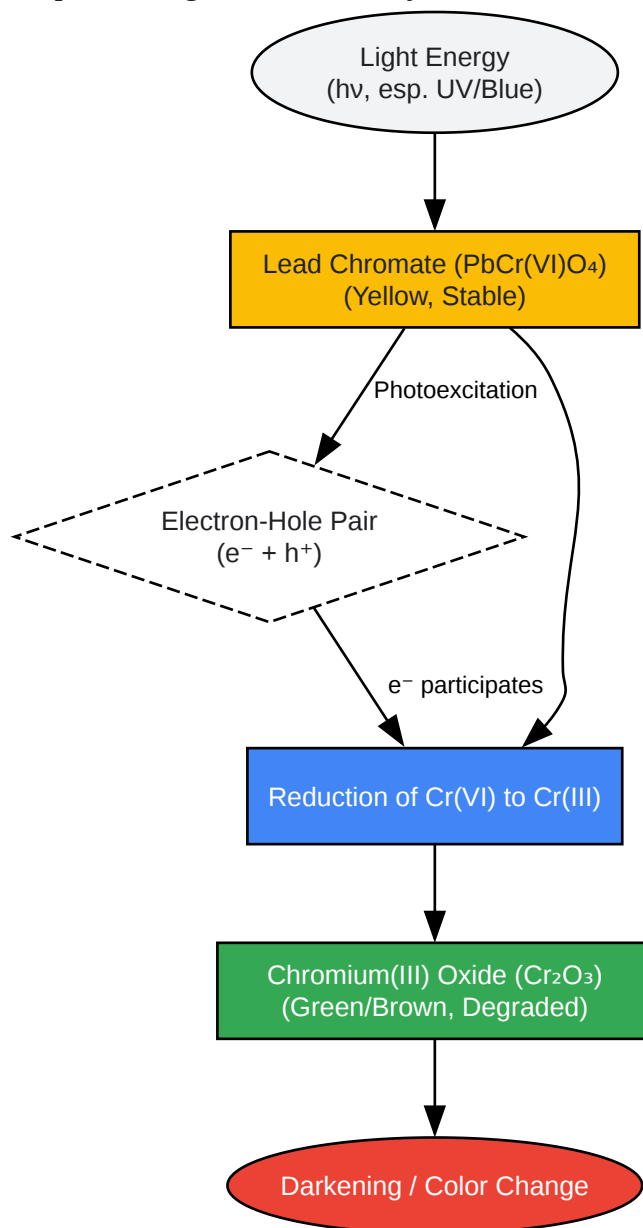 Light Energy
(hν, esp. UV/Blue)
Lead Chromate (PbCr(VI)O₄)
(Yellow, Stable)
Photoexcitation
Electron-Hole Pair
(e⁻ + h⁺)
e⁻ participates
Reduction of Cr(VI) to Cr(III)
Chromium(III) Oxide (Cr₂O₃)
(Green/Brown, Degraded)
Darkening / Color Change